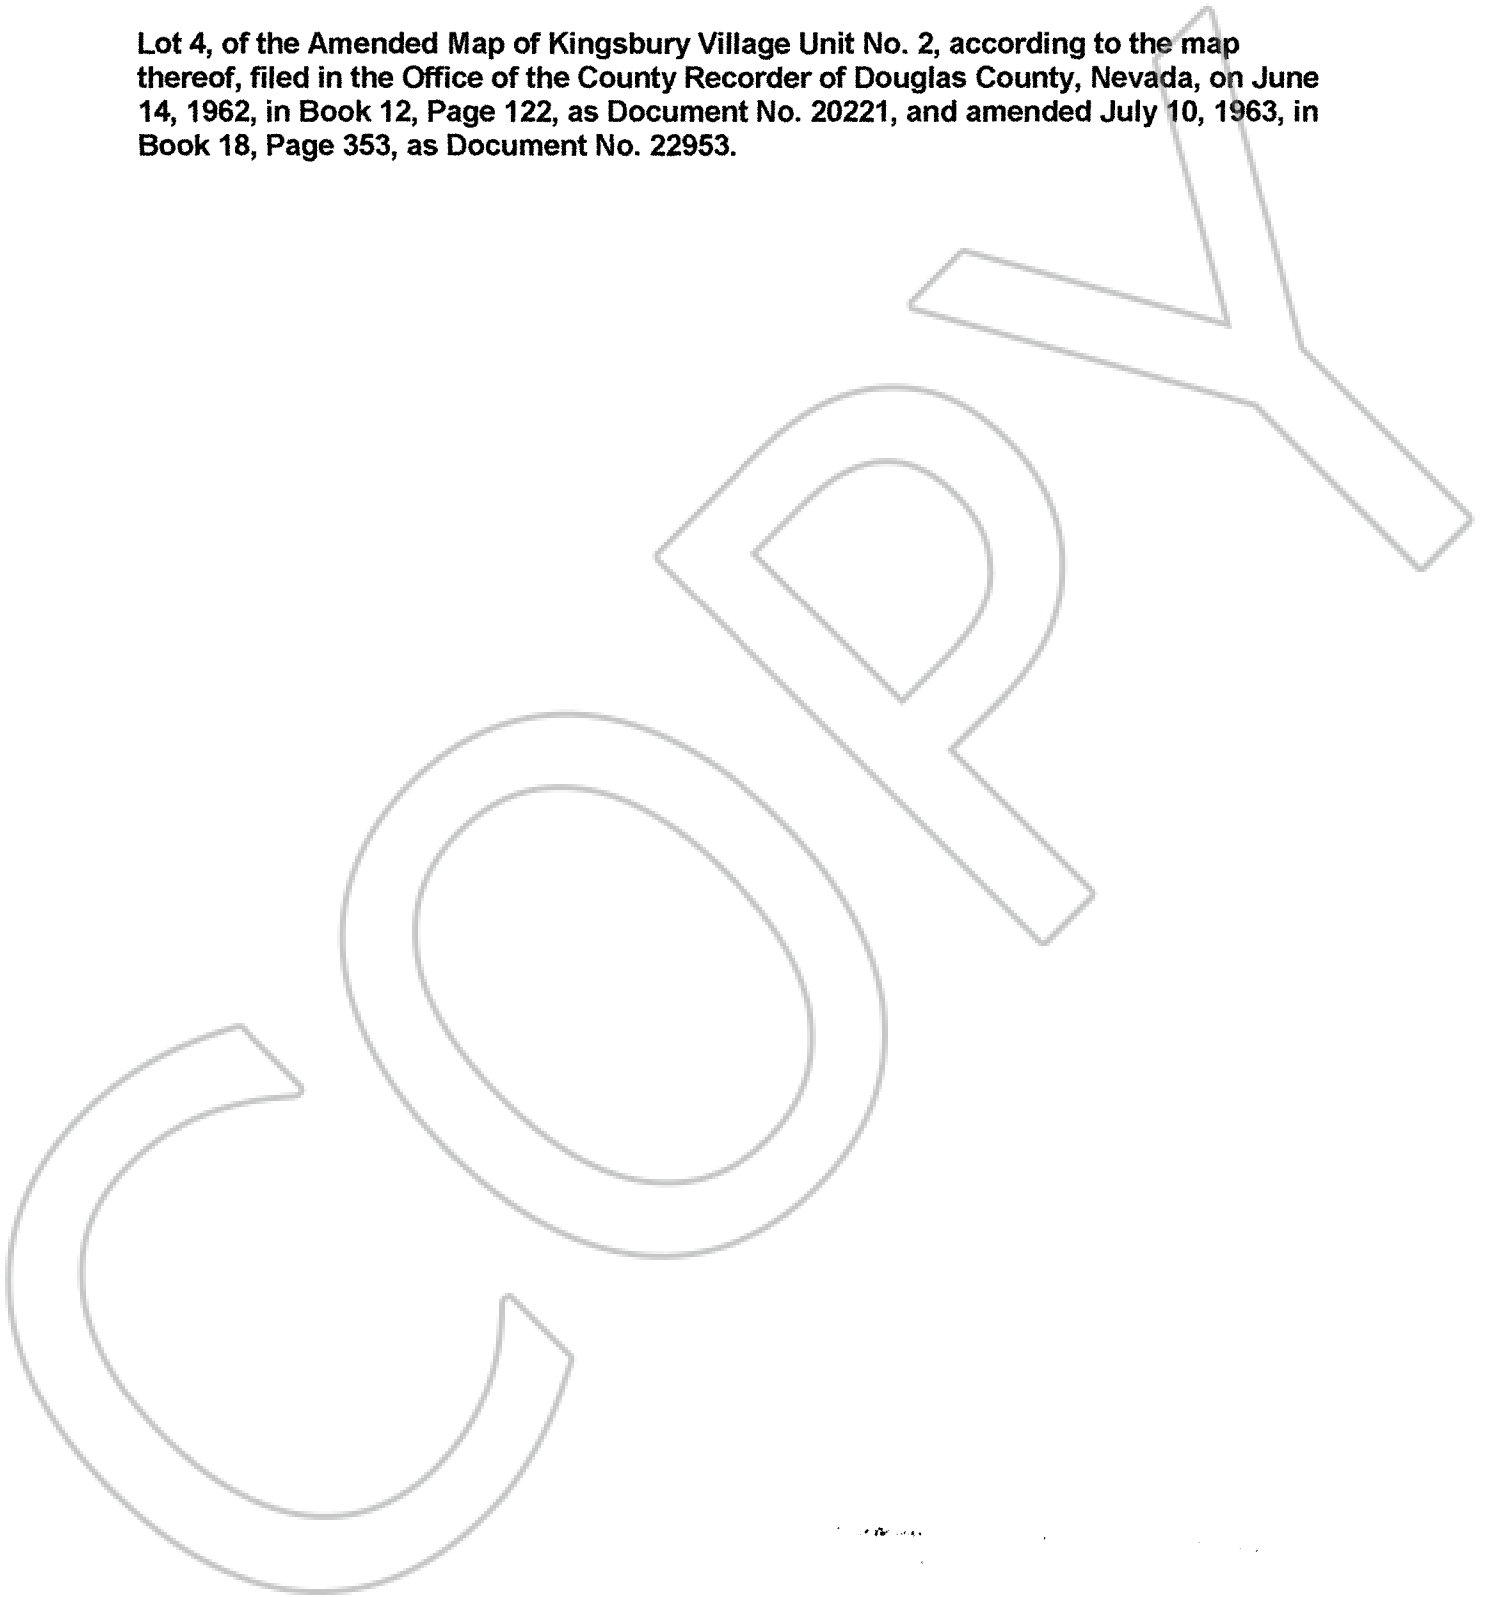 Lot 4, of the Amended Map of Kingsbury Village Unit No. 2, according to the map
thereof, filed in the Office of the County Recorder of Douglas County, Nevada, on June
14, 1962, in Book 12, Page 122, as Document No. 20221, and amended July 10, 1963, in
Book 18, Page 353, as Document No. 22953.
COPY